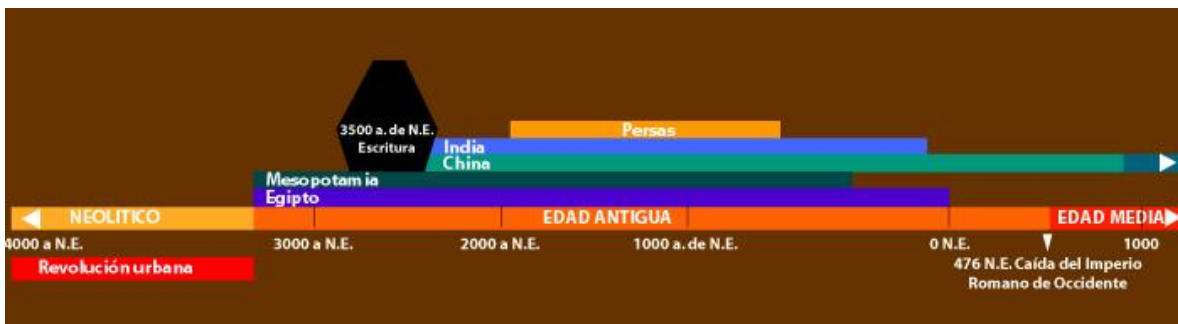 3500 a. de N.E.
Escritura
Persas
India
China
Mesopotamia
Egipto
NEOLITICO
EDAD ANTIGUA
EDAD MEDIA
4000 a N.E.
3000 a N.E.
2000 a N.E.
1000 a. de N.E.
0 N.E.
1000
Revolución urbana
476 N.E. Caída del Imperio
Romano de Occidente